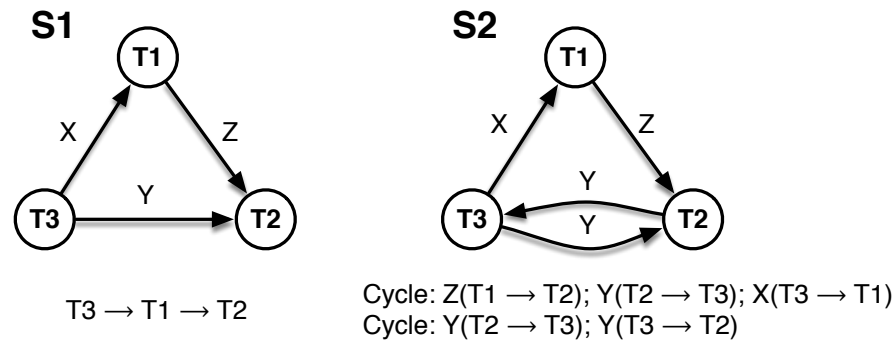 S1
T1
X
Z
Y
T3
T2
T3 → T1 → T2
S2
T1
X
Z
Y
Y
T3
T2
Cycle: Z(T1 → T2); Y(T2 → T3); X(T3 → T1)
Cycle: Y(T2 → T3); Y(T3 → T2)